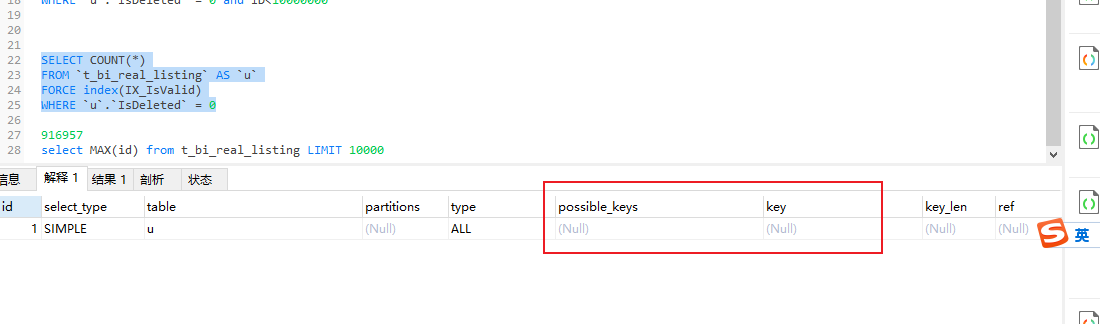 18 WHERE `u`.`IsDeleted` = 0 and ID<10000000
19
20
21
22 SELECT COUNT(*)
23 FROM `t_bi_real_listing` AS `u`
24 FORCE index(IX_IsValid)
25 WHERE `u`.`IsDeleted` = 0
26
27 916957
28 select MAX(id) from t_bi_real_listing LIMIT 10000
信息 解释 1 结果 1 剖析 状态
id select_type table partitions type possible_keys key key_len ref
1 SIMPLE u (Null) ALL (Null) (Null) (Null) (Null)
S 英